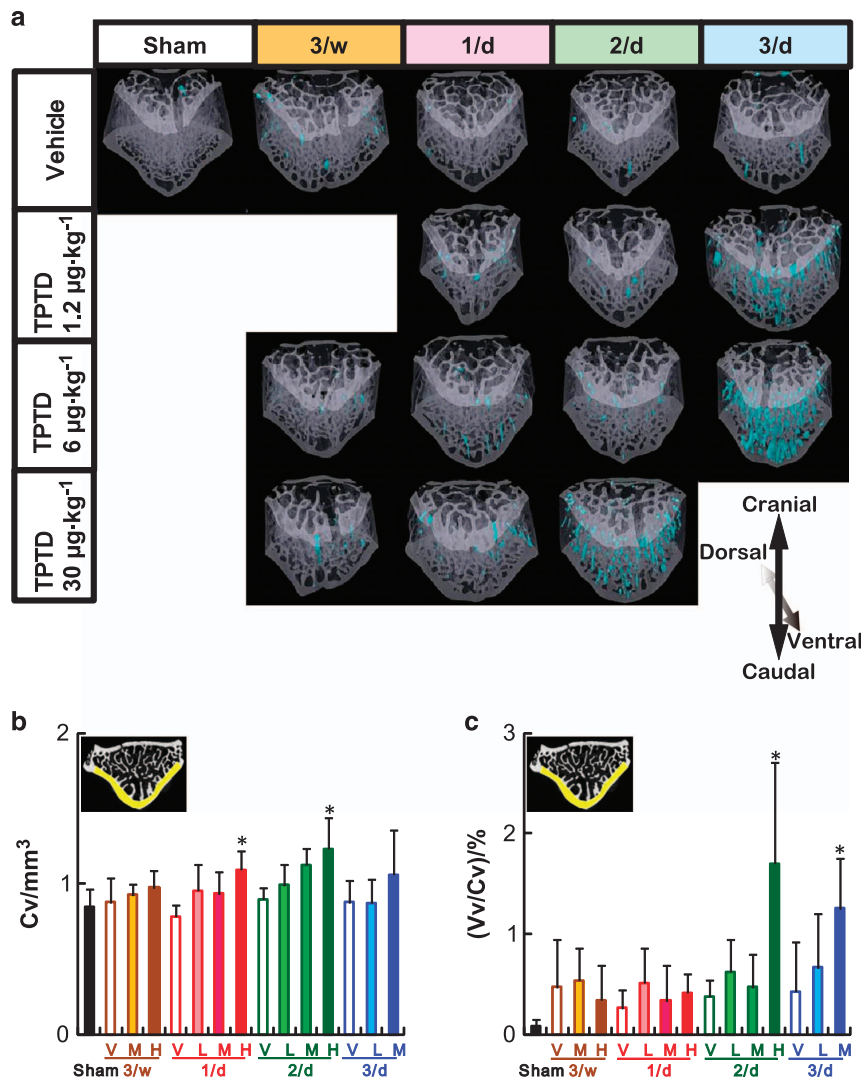 a
Sham 3/w 1/d 2/d 3/d
Vehicle
TPTD
1.2 µg·kg⁻¹
TPTD
6 µg·kg⁻¹
TPTD
30 µg·kg⁻¹
Cranial
Dorsal
Ventral
Caudal
b
2
1
0
Cv/mm³
* *
V M H V L M H V L M H V L M
Sham 3/w 1/d 2/d 3/d
c
3
2
1
0
(Vv/Cv)/%
* *
V M H V L M H V L M H V L M
Sham 3/w 1/d 2/d 3/d